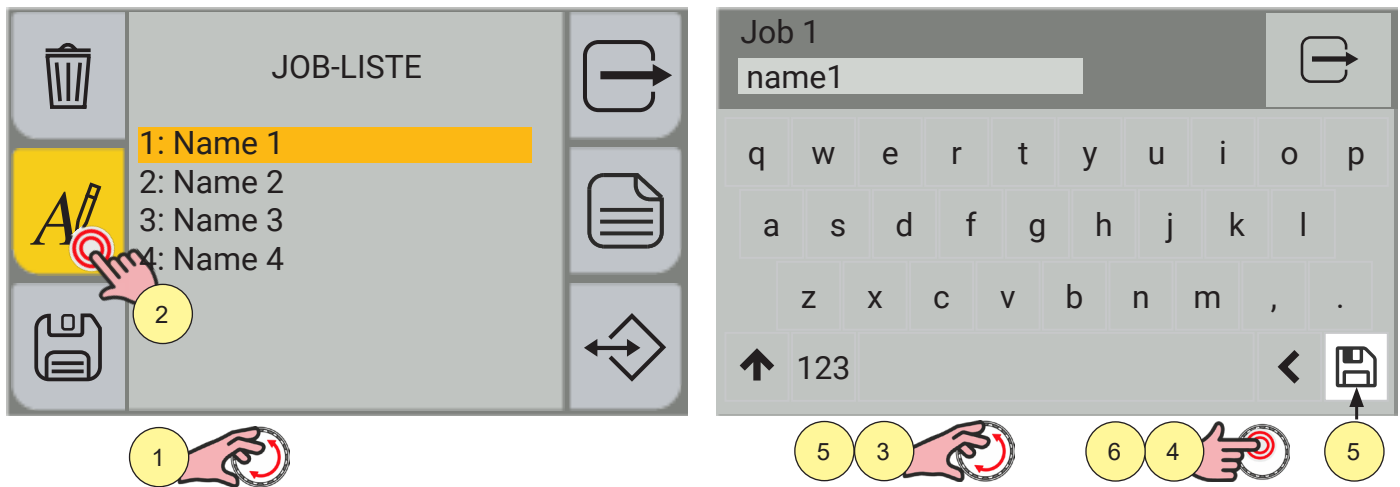 JOB-LISTE
1: Name 1
2: Name 2
3: Name 3
4: Name 4
A
2
1
Job 1
name1
q w e r t y u i o p
a s d f g h j k l
z x c v b n m , .
123
5 3 6 4 5